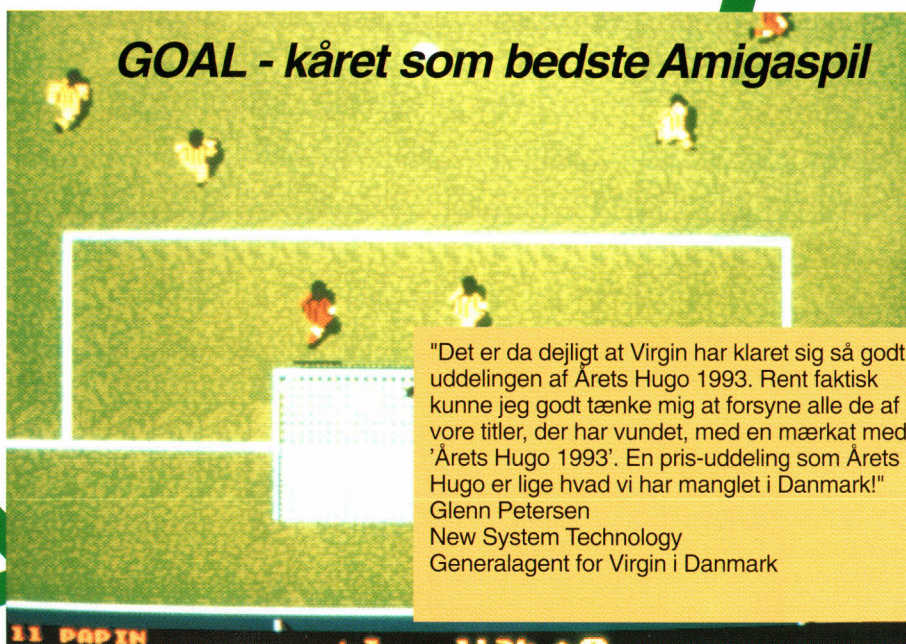 GOAL - kåret som bedste Amigaspil
"Det er da dejligt at Virgin har klaret sig så godt
uddelingen af Årets Hugo 1993. Rent faktisk
kunne jeg godt tænke mig at forsyne alle de af
vore titler, der har vundet, med en mærkat med
'Årets Hugo 1993'. En pris-uddeling som Årets
Hugo er lige hvad vi har manglet i Danmark!"
Glenn Petersen
New System Technology
Generalagent for Virgin i Danmark
11 PAPIN